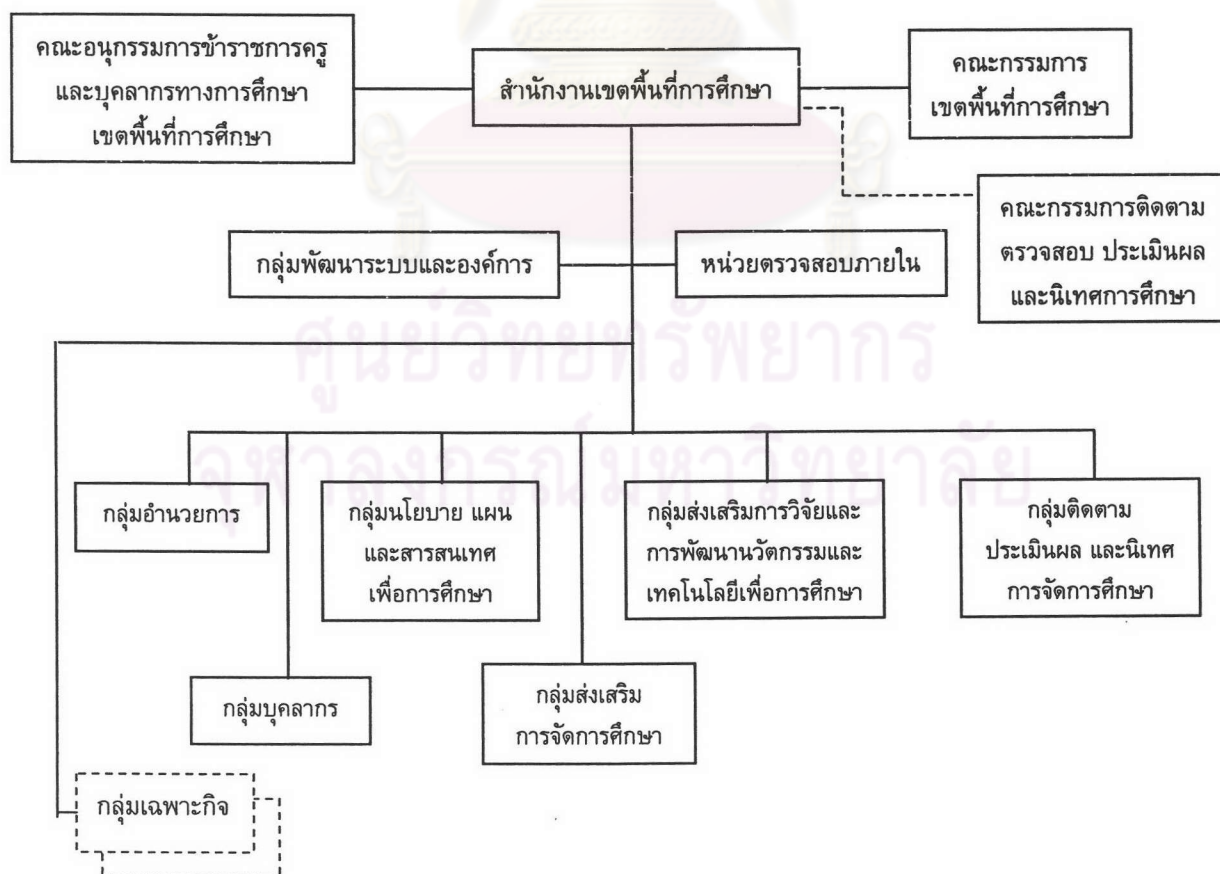 คณะอนุกรรมการข้าราชการครู
และบุคลากรทางการศึกษา
เขตพื้นที่การศึกษา
สำนักงานเขตพื้นที่การศึกษา
คณะกรรมการ
เขตพื้นที่การศึกษา
คณะกรรมการติดตาม
ตรวจสอบ ประเมินผล
และนิเทศการศึกษา
กลุ่มพัฒนาระบบและองค์การ
หน่วยตรวจสอบภายใน
ศูนย์วิทยทรัพยากร
จุฬาลงกรณ์มหาวิทยาลัย
กลุ่มอำนวยการ
กลุ่มนโยบาย แผน
และสารสนเทศ
เพื่อการศึกษา
กลุ่มส่งเสริมการวิจัยและ
การพัฒนานวัตกรรมและ
เทคโนโลยีเพื่อการศึกษา
กลุ่มติดตาม
ประเมินผล และนิเทศ
การจัดการศึกษา
กลุ่มบุคลากร
กลุ่มส่งเสริม
การจัดการศึกษา
กลุ่มเฉพาะกิจ